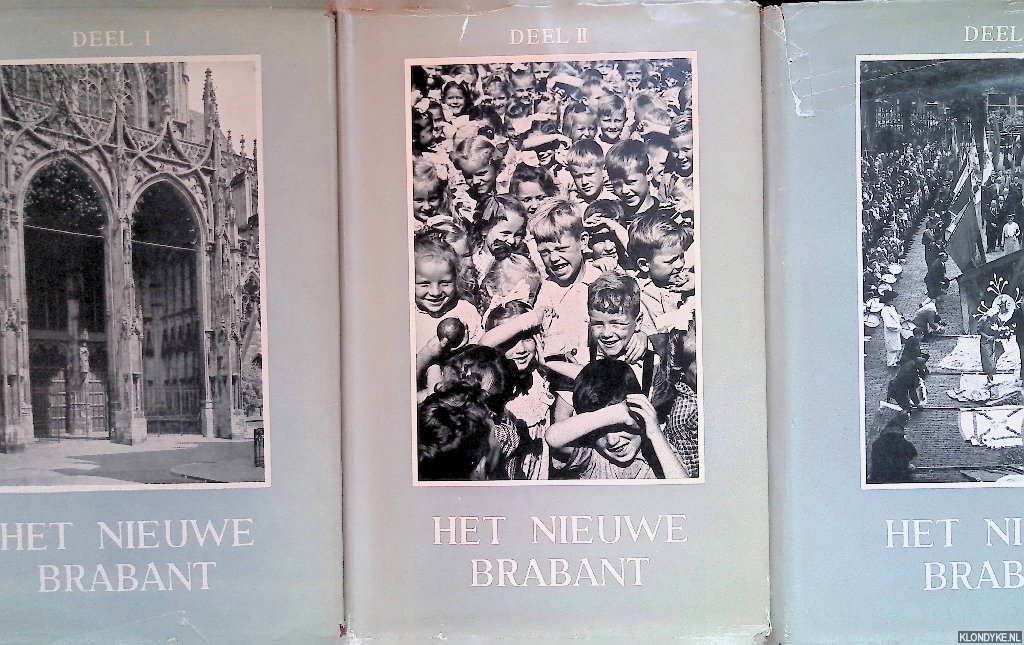 DEEL I
HET NIEUWE
BRABANT
DEEL II
HET NIEUWE
BRABANT
DEEL
HET NI
BRAB
KLONDYKE.NL